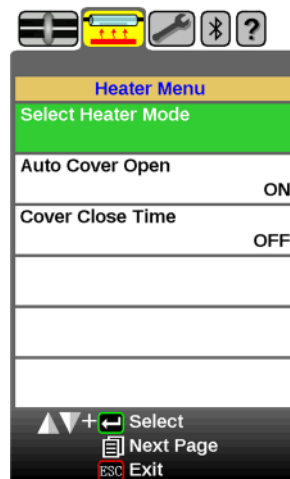 ?
Heater Menu
Select Heater Mode
Auto Cover Open
ON
Cover Close Time
OFF
+ Select
Next Page
ESC Exit